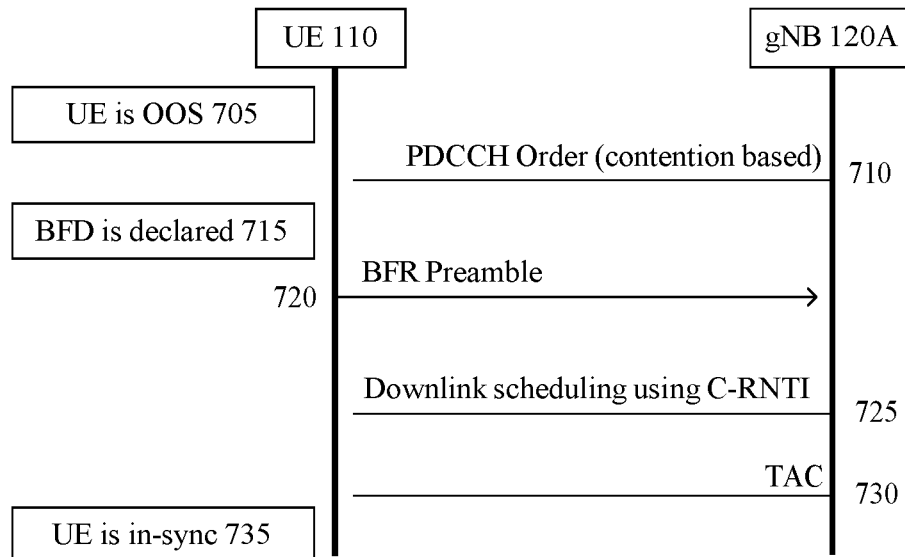 UE 110
gNB 120A
UE is OOS 705
PDCCH Order (contention based)
710
BFD is declared 715
BFR Preamble
720
Downlink scheduling using C-RNTI
725
TAC
730
UE is in-sync 735